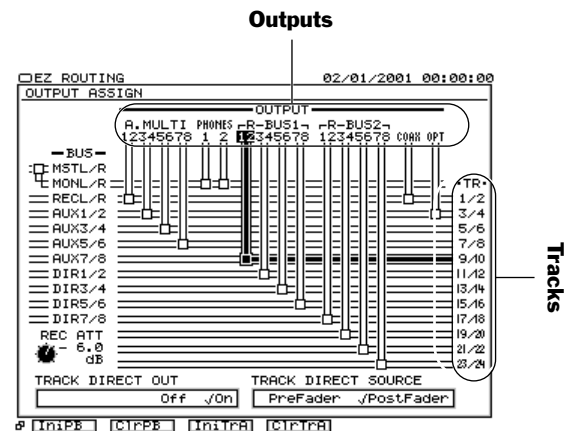 Outputs
EZ ROUTING 02/01/2001 00:00:00
OUTPUT ASSIGN
OUTPUT
A.MULTI PHONES R-BUS1 R-BUS2
12345678 1 2 12345678 12345678 COAX OPT
BUS
MSTL/R
MONL/R •TR•
RECL/R 1/2
AUX1/2 3/4
AUX3/4 5/6
AUX5/6 7/8
AUX7/8 9/10
DIR1/2 11/12
DIR3/4 13/14
DIR5/6 15/16
DIR7/8 17/18
REC ATT 19/20
- 6.0 21/22
dB 23/24
Tracks
TRACK DIRECT OUT TRACK DIRECT SOURCE
Off √On PreFader √PostFader
IniPB ClrPB IniTrA ClrTrA